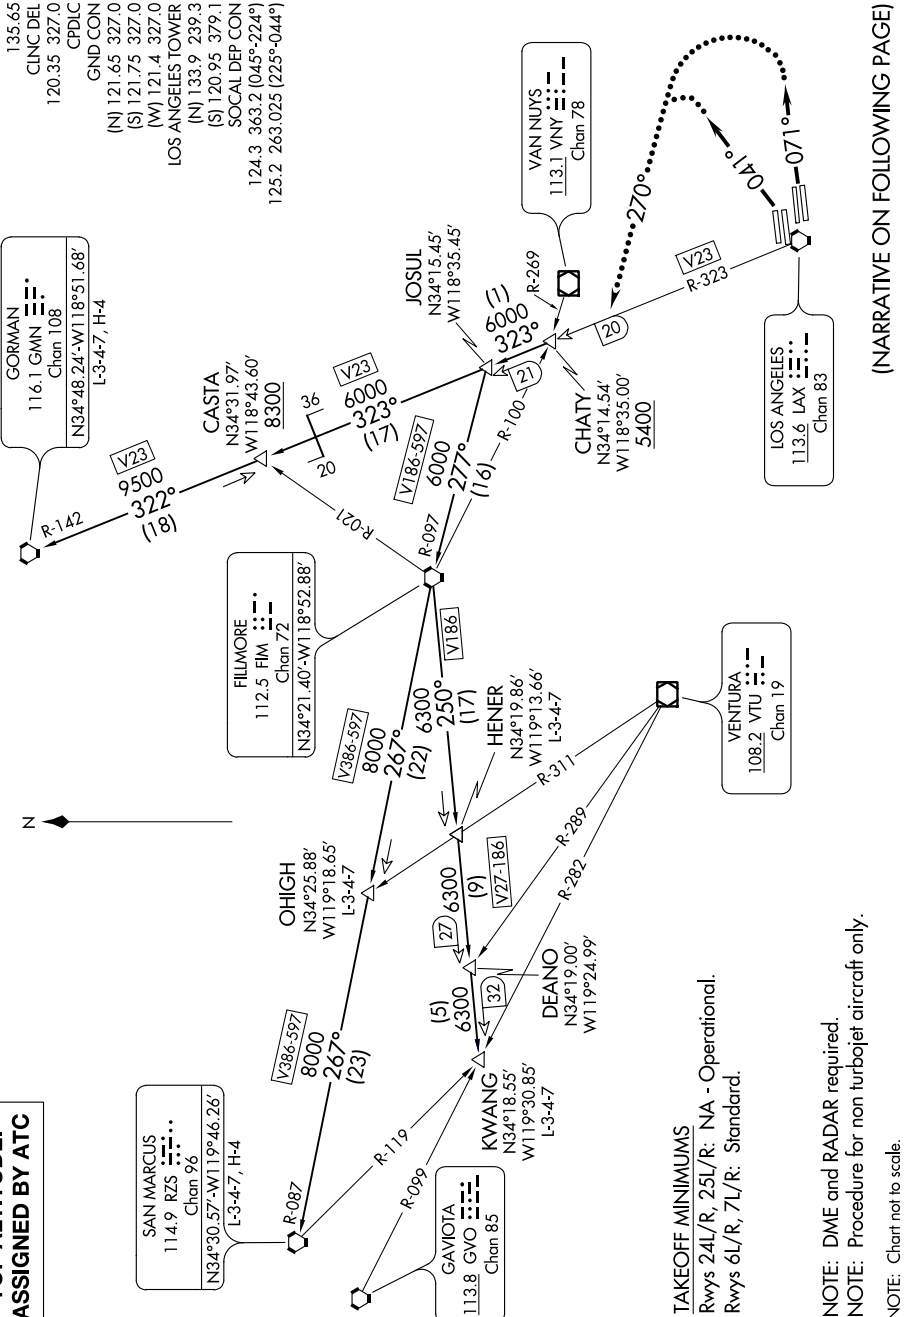 TOP ALTITUDE:
ASSIGNED BY ATC
135.65
CLNC DEL
120.35 327.0
CPDLC
GND CON
(N) 121.65 327.0
(S) 121.75 327.0
(W) 121.4 327.0
LOS ANGELES TOWER
(N) 133.9 239.3
(S) 120.95 379.1
SOCAL DEP CON
124.3 363.2 (045°-224°)
125.2 263.025 (225°-044°)
GORMAN
116.1 GMN
Chan 108
N34°48.24'-W118°51.68'
L-3-4-7, H-4
R-142
V23
9500
322°
(18)
CASTA
N34°31.97'
W118°43.60'
8300
36
20
V23
6000
323°
(17)
JOSUL
N34°15.45'
W118°35.45'
(1)
6000
323°
R-269
VAN NUYS
113.1 VNY
Chan 78
21
20
CHATY
N34°14.54'
W118°35.00'
5400
V23
R-323
270°
041°
071°
LOS ANGELES
113.6 LAX
Chan 83
R-021
R-100
R-097
V186-597
6000
277°
(16)
FILLMORE
112.5 FIM
Chan 72
N34°21.40'-W118°52.88'
V186
6300
250°
(17)
V386-597
8000
267°
(22)
HENER
N34°19.86'
W119°13.66'
L-3-4-7
R-311
R-289
R-282
VENTURA
108.2 VTU
Chan 19
N
OHIGH
N34°25.88'
W119°18.65'
L-3-4-7
6300
(9)
V27-186
27
DEANO
N34°19.00'
W119°24.99'
(5)
6300
32
KWANG
N34°18.55'
W119°30.85'
L-3-4-7
V386-597
8000
267°
(23)
SAN MARCUS
114.9 RZS
Chan 96
N34°30.57'-W119°46.26'
L-3-4-7, H-4
R-087
R-119
R-099
GAVIOTA
113.8 GVO
Chan 85
TAKEOFF MINIMUMS
Rwys 24L/R, 25L/R: NA - Operational.
Rwys 6L/R, 7L/R: Standard.
NOTE: DME and RADAR required.
NOTE: Procedure for non turbojet aircraft only.
NOTE: Chart not to scale.
(NARRATIVE ON FOLLOWING PAGE)